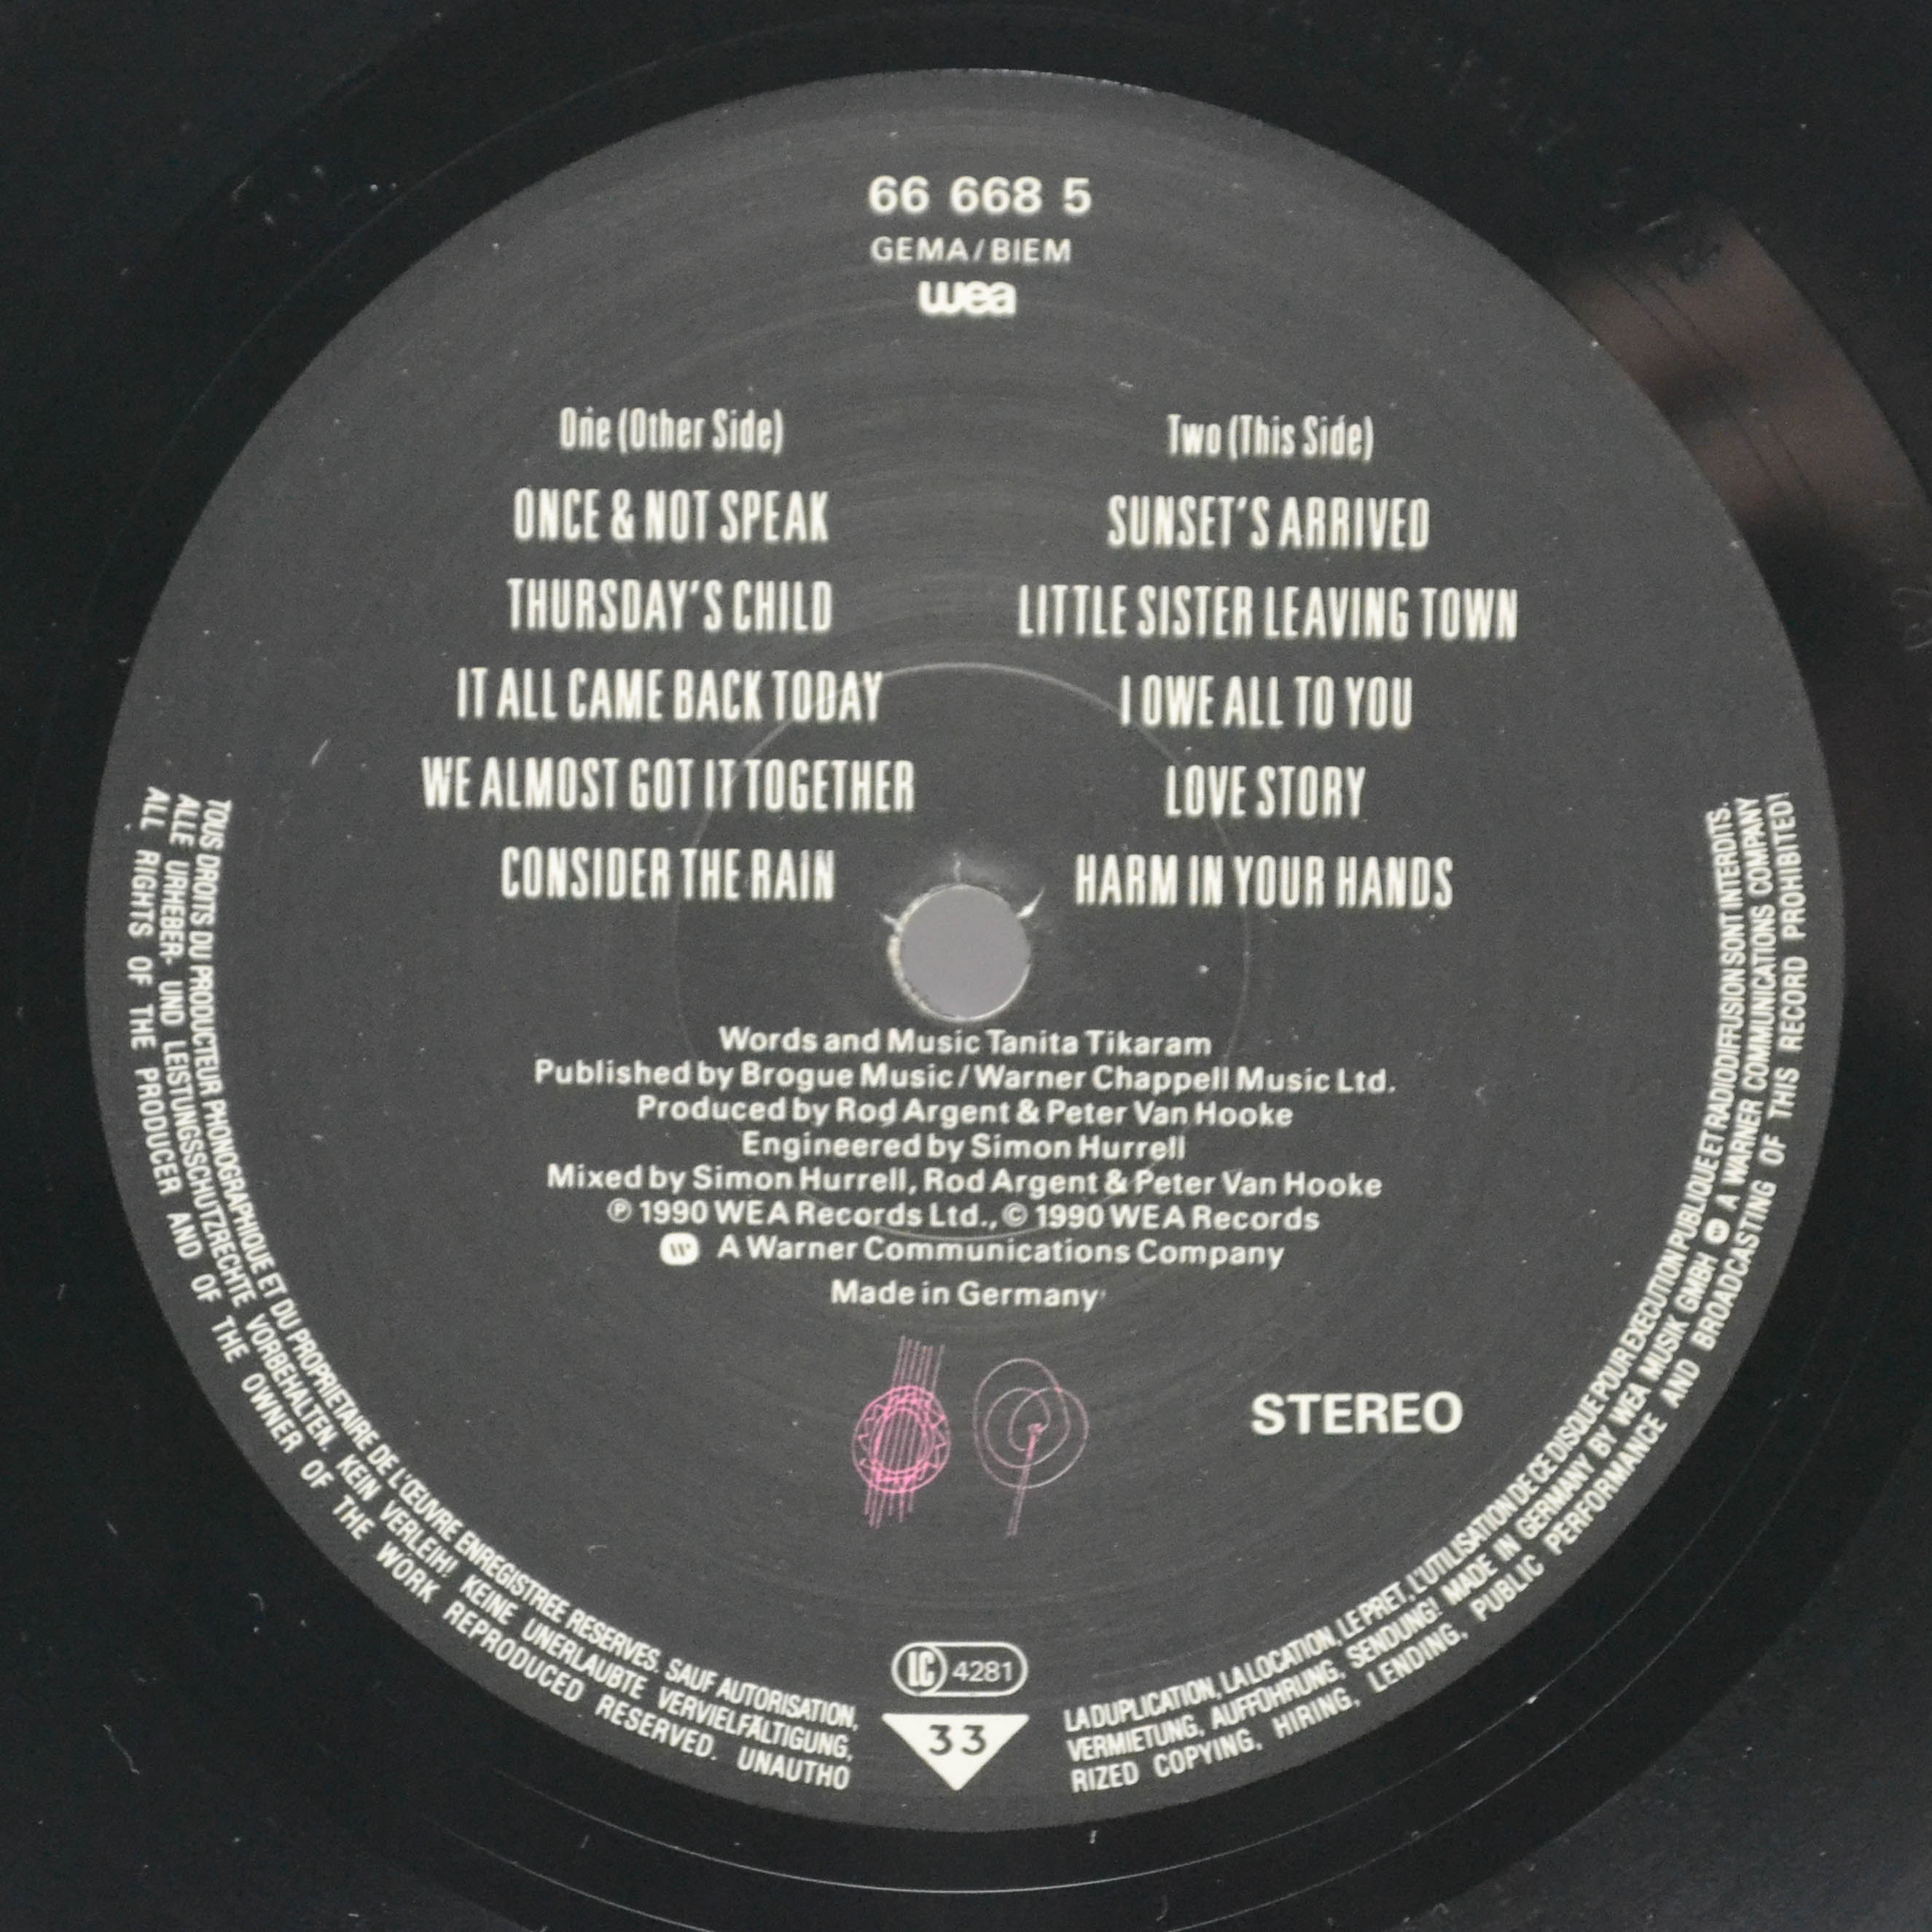 66 668 5
GEMA/BIEM
wea
One (Other Side)
ONCE & NOT SPEAK
THURSDAY'S CHILD
IT ALL CAME BACK TODAY
WE ALMOST GOT IT TOGETHER
CONSIDER THE RAIN
Two (This Side)
SUNSET'S ARRIVED
LITTLE SISTER LEAVING TOWN
I OWE ALL TO YOU
LOVE STORY
HARM IN YOUR HANDS
Words and Music Tanita Tikaram
Published by Brogue Music/Warner Chappell Music Ltd.
Produced by Rod Argent & Peter Van Hooke
Engineered by Simon Hurrell
Mixed by Simon Hurrell, Rod Argent & Peter Van Hooke
℗ 1990 WEA Records Ltd., © 1990 WEA Records
A Warner Communications Company
Made in Germany
STEREO
LC 4281
33
TOUS DROITS DU PRODUCTEUR PHONOGRAPHIQUE ET DU PROPRIETAIRE DE L'ŒUVRE ENREGISTREE RESERVES. SAUF AUTORISATION, LA DUPLICATION, LA LOCATION, LE PRET, L'UTILISATION DE CE DISQUE POUR EXECUTION PUBLIQUE ET RADIODIFFUSION SONT INTERDITS.
ALLE URHEBER- UND LEISTUNGSSCHUTZRECHTE VORBEHALTEN. KEIN VERLEIH! KEINE UNERLAUBTE VERVIELFÄLTIGUNG, VERMIETUNG, AUFFÜHRUNG, SENDUNG! MADE IN GERMANY BY WEA MUSIK GMBH A WARNER COMMUNICATIONS COMPANY
ALL RIGHTS OF THE PRODUCER AND OF THE OWNER OF THE WORK REPRODUCED RESERVED. UNAUTHORIZED COPYING, HIRING, LENDING, PUBLIC PERFORMANCE AND BROADCASTING OF THIS RECORD PROHIBITED!